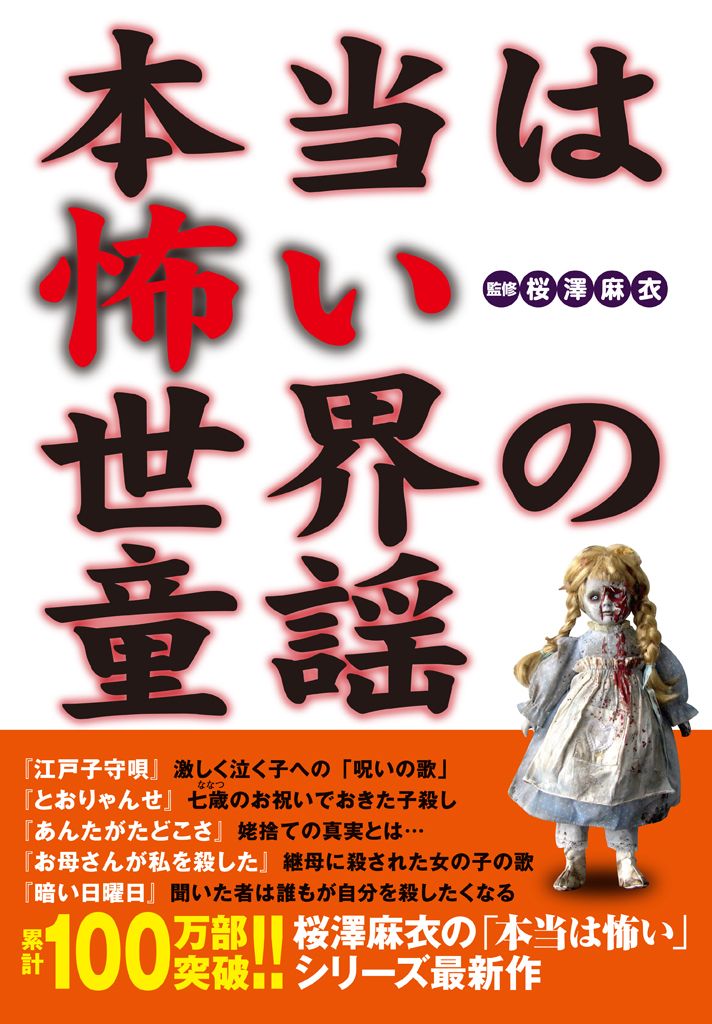 本当は
怖い
監修 桜澤麻衣
世界の
童謡
『江戸子守唄』 激しく泣く子への「呪いの歌」
ななつ
『とおりゃんせ』 七歳のお祝いでおきた子殺し
『あんたがたどこさ』 姥捨ての真実とは…
『お母さんが私を殺した』 継母に殺された女の子の歌
『暗い日曜日』 聞いた者は誰もが自分を殺したくなる
累計100万部突破!!
桜澤麻衣の「本当は怖い」
シリーズ最新作